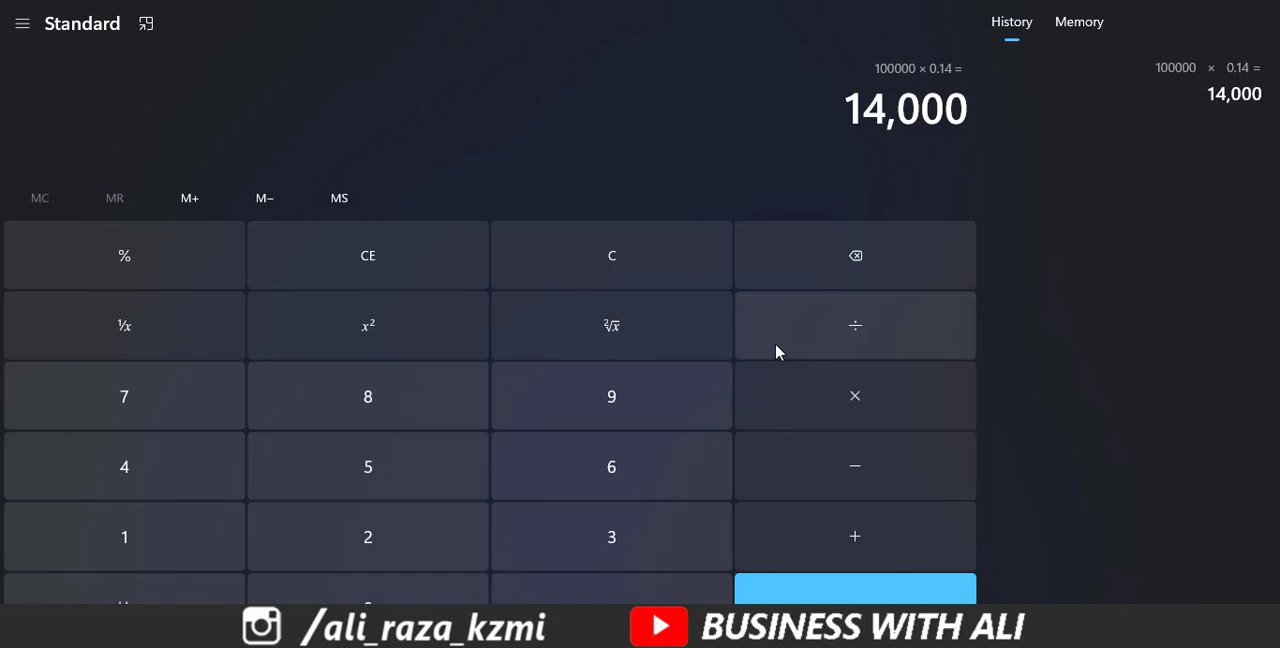 Standard
History Memory
100000 × 0.14 =
14,000
100000 × 0.14 =
14,000
MC MR M+ M− MS
% CE C
⅟x x² ²√x ÷
7 8 9 ×
4 5 6 −
1 2 3 +
/ali_raza_kzmi
BUSINESS WITH ALI